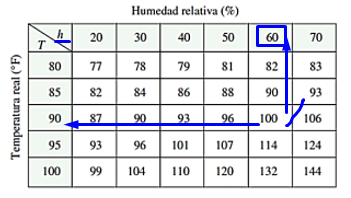 Humedad relativa (%)
T h 20 30 40 50 60 70
80 77 78 79 81 82 83
85 82 84 86 88 90 93
90 87 90 93 96 100 106
95 93 96 101 107 114 124
100 99 104 110 120 132 144
Temperatura real (°F)